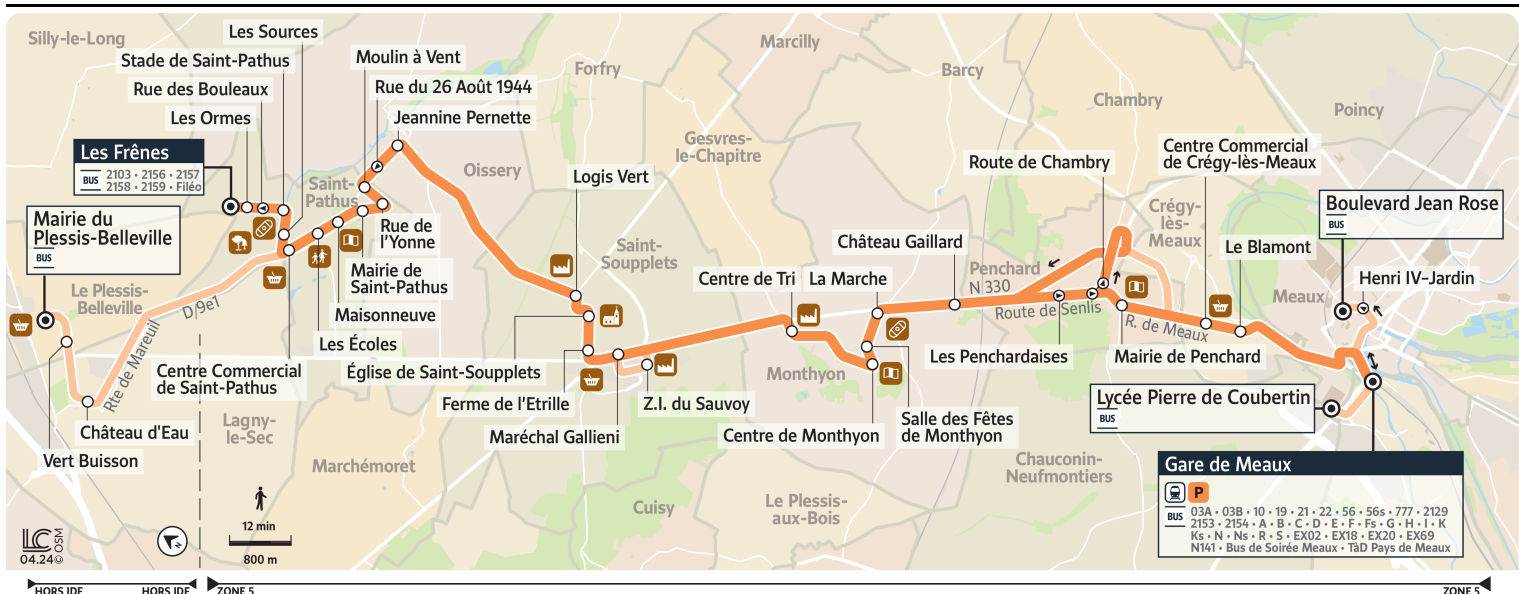 Silly-le-Long
Les Sources
Stade de Saint-Pathus
Rue des Bouleaux
Les Ormes
Les Frênes
BUS
2103 • 2156 • 2157
2158 • 2159 • Filéo
Mairie du
Plessis-Belleville
BUS
Le Plessis-
Belleville
Moulin à Vent
Rue du 26 Août 1944
Jeannine Pernette
Saint-
Pathus
Rue de
l'Yonne
Mairie de
Saint-Pathus
Maisonneuve
Les Écoles
Centre Commercial
de Saint-Pathus
D9e1
Rte de Mareuil
Château d'Eau
Vert Buisson
Lagny-
le-Sec
Marchémoret
Oissery
Forfry
Marcilly
Gesvres-
le-Chapitre
Barcy
Chambry
Poincy
Logis Vert
Saint-
Soupplets
Église de Saint-Soupplets
Ferme de l'Etrille
Maréchal Gallieni
Z.I. du Sauvoy
Centre de Tri
La Marche
Château Gaillard
Monthyon
Centre de Monthyon
Salle des Fêtes
de Monthyon
Cuisy
Le Plessis-
aux-Bois
Chauconin-
Neufmontiers
Penchard
N 330
Route de Senlis
Route de Chambry
Les Penchardaises
Mairie de Penchard
R. de Meaux
Crégy-
lès-
Meaux
Centre Commercial
de Crégy-lès-Meaux
Le Blamont
Boulevard Jean Rose
BUS
Henri IV–Jardin
Meaux
Lycée Pierre de Coubertin
BUS
Gare de Meaux
P
BUS
03A • 03B • 10 • 19 • 21 • 22 • 56 • 56s • 777 • 2129
2153 • 2154 • A • B • C • D • E • F • Fs • G • H • I • K
Ks • N • Ns • R • S • EX02 • EX18 • EX20 • EX69
N141 • Bus de Soirée Meaux • TàD Pays de Meaux
12 min
800 m
N
LC
04.24© OSM
HORS IDF
HORS IDF
ZONE 5
ZONE 5